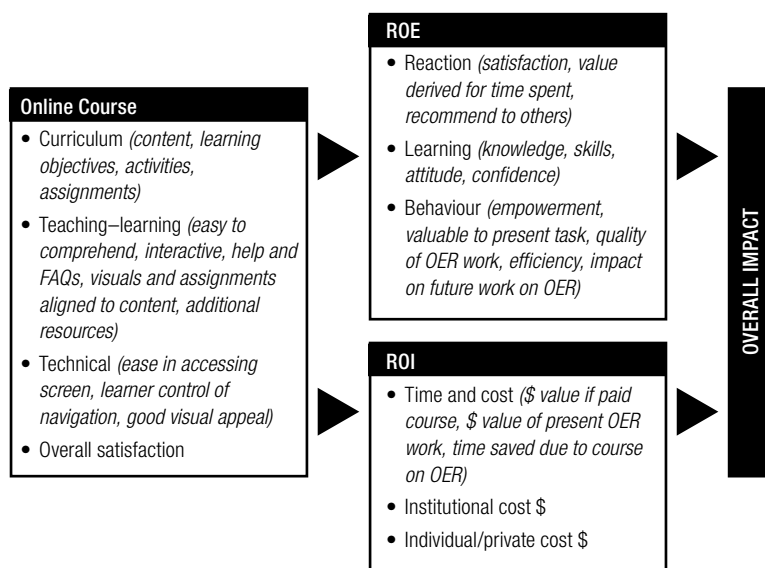 Online Course
• Curriculum (content, learning
objectives, activities,
assignments)
• Teaching–learning (easy to
comprehend, interactive, help and
FAQs, visuals and assignments
aligned to content, additional
resources)
• Technical (ease in accessing
screen, learner control of
navigation, good visual appeal)
• Overall satisfaction
ROE
• Reaction (satisfaction, value
derived for time spent,
recommend to others)
• Learning (knowledge, skills,
attitude, confidence)
• Behaviour (empowerment,
valuable to present task, quality
of OER work, efficiency, impact
on future work on OER)
ROI
• Time and cost ($ value if paid
course, $ value of present OER
work, time saved due to course
on OER)
• Institutional cost $
• Individual/private cost $
OVERALL IMPACT